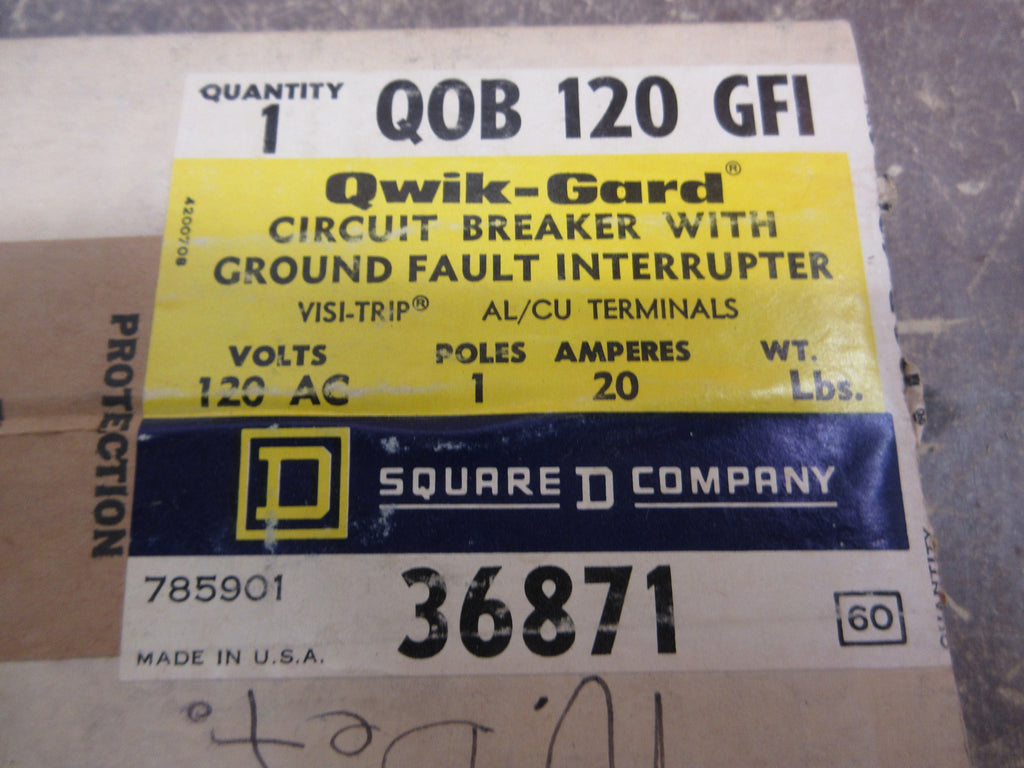 QUANTITY
1
QOB 120 GFI
Qwik-Gard®
CIRCUIT BREAKER WITH
GROUND FAULT INTERRUPTER
VISI-TRIP® AL/CU TERMINALS
VOLTS POLES AMPERES WT.
120 AC 1 20 Lbs.
4200708
PROTECTION
D
SQUARE D COMPANY
785901
36871
60
MADE IN U.S.A.
QUANTITY